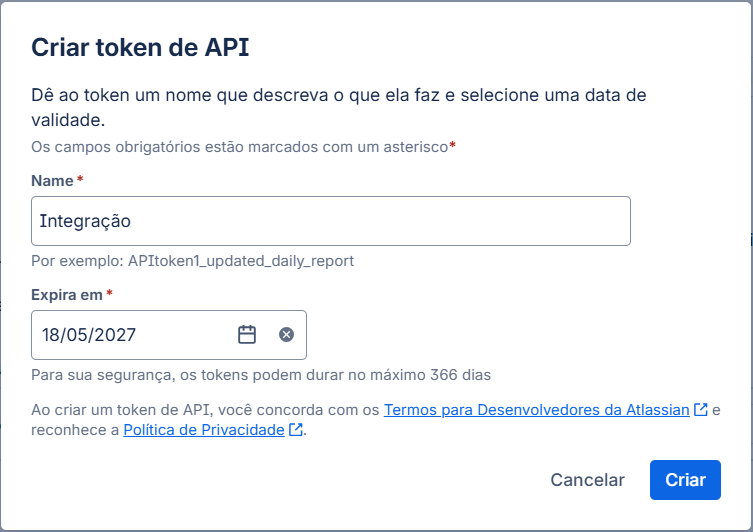 Criar token de API
Dê ao token um nome que descreva o que ela faz e selecione uma data de
validade.
Os campos obrigatórios estão marcados com um asterisco*
Name *
Integração
Por exemplo: APItoken1_updated_daily_report
Expira em *
18/05/2027
Para sua segurança, os tokens podem durar no máximo 366 dias
Ao criar um token de API, você concorda com os Termos para Desenvolvedores da Atlassian e
reconhece a Política de Privacidade.
Cancelar Criar